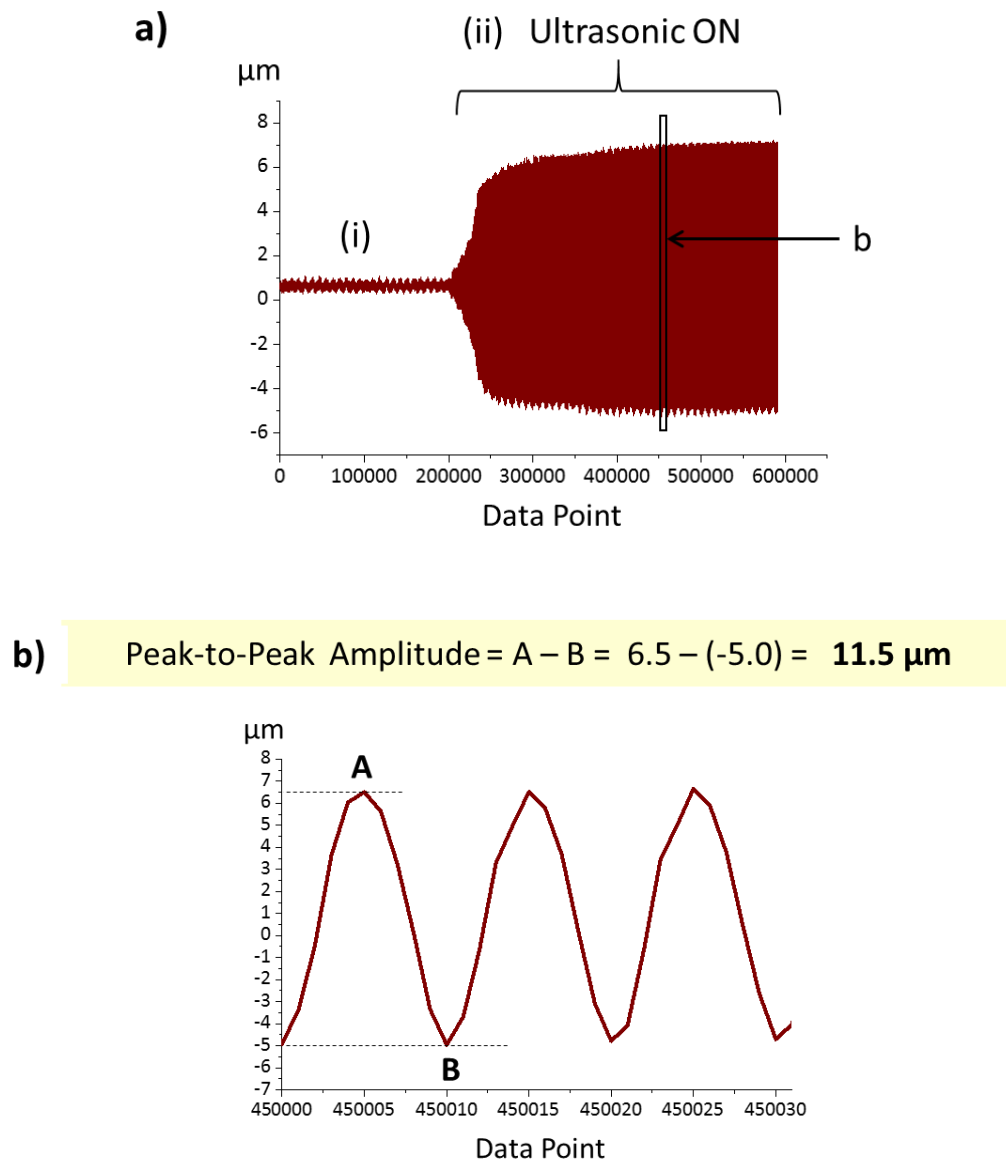 a)
(ii) Ultrasonic ON
µm
8
6
4
2
0
-2
-4
-6
(i)
b
0 100000 200000 300000 400000 500000 600000
Data Point
b) Peak-to-Peak Amplitude = A – B = 6.5 – (-5.0) = 11.5 µm
µm
8
7
6
5
4
3
2
1
0
-1
-2
-3
-4
-5
-6
-7
A
B
450000 450005 450010 450015 450020 450025 450030
Data Point